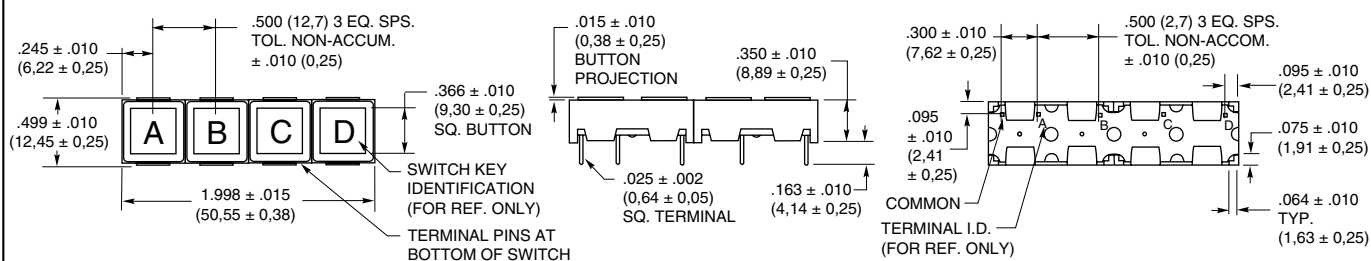 .500 (12,7) 3 EQ. SPS.
TOL. NON-ACCUM.
± .010 (0,25)
.245 ± .010
(6,22 ± 0,25)
.499 ± .010
(12,45 ± 0,25)
A B C D
.366 ± .010
(9,30 ± 0,25)
SQ. BUTTON
1.998 ± .015
(50,55 ± 0,38)
SWITCH KEY
IDENTIFICATION
(FOR REF. ONLY)
TERMINAL PINS AT
BOTTOM OF SWITCH
.015 ± .010
(0,38 ± 0,25)
BUTTON
PROJECTION
.350 ± .010
(8,89 ± 0,25)
.025 ± .002
(0,64 ± 0,05)
SQ. TERMINAL
.163 ± .010
(4,14 ± 0,25)
.300 ± .010
(7,62 ± 0,25)
.500 (2,7) 3 EQ. SPS.
TOL. NON-ACCOM.
± .010 (0,25)
.095 ± .010
(2,41 ± 0,25)
.095
± .010
(2,41
± 0,25)
A B C D
.075 ± .010
(1,91 ± 0,25)
COMMON
TERMINAL I.D.
(FOR REF. ONLY)
.064 ± .010
TYP.
(1,63 ± 0,25)